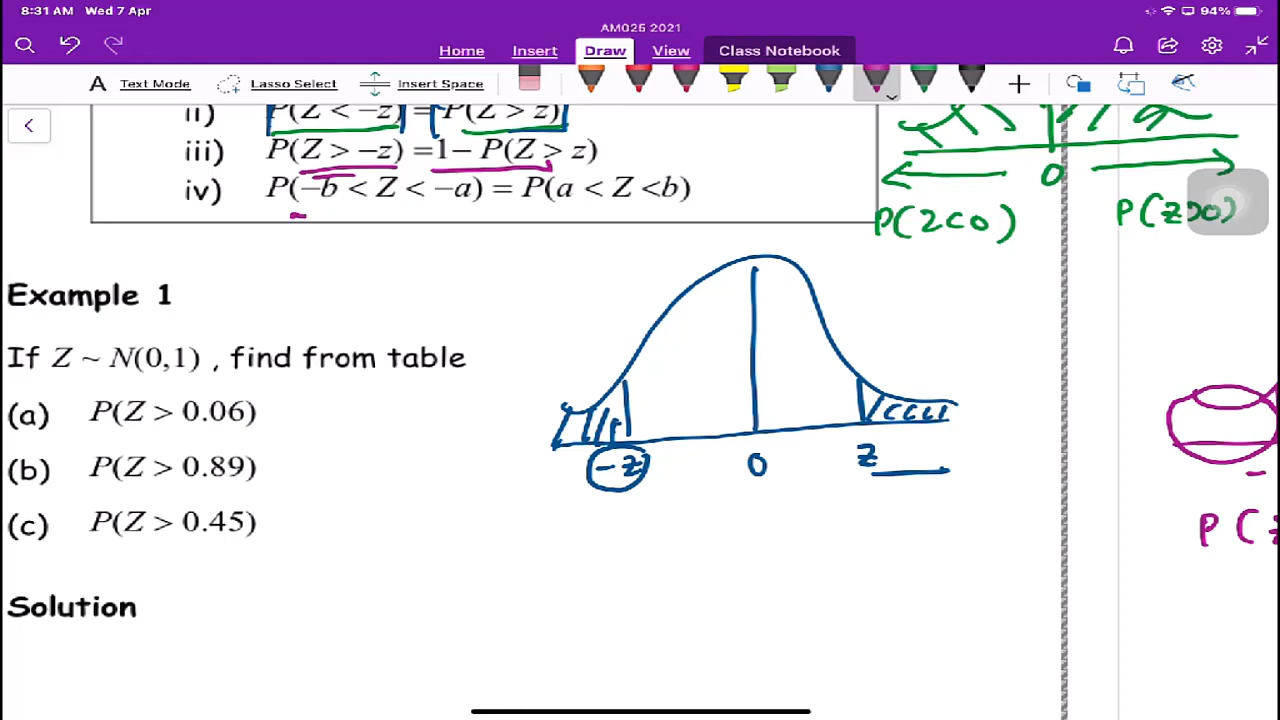 8:31 AM Wed 7 Apr
94%
AM025 2021
Home Insert Draw View Class Notebook
A Text Mode Lasso Select Insert Space
ii) P(Z < −z) = P(Z > z)
iii) P(Z > −z) =1− P(Z > z)
iv) P(−b < Z < −a) = P(a < Z <b)
0
P(Z<0) P(Z>0)
Example 1
If Z ~ N(0,1) , find from table
(a) P(Z > 0.06)
(b) P(Z > 0.89)
(c) P(Z > 0.45)
−z 0 z
P(
Solution